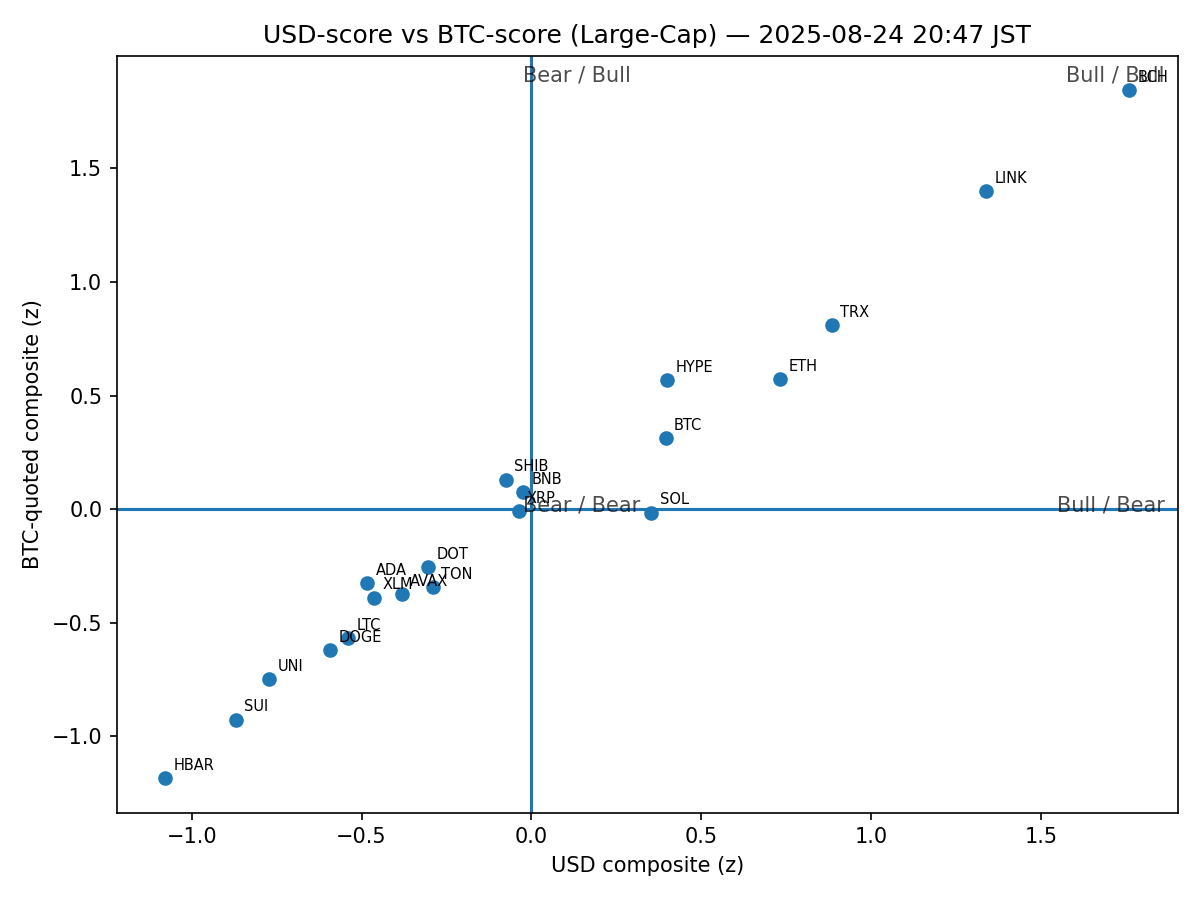 USD-score vs BTC-score (Large-Cap) — 2025-08-24 20:47 JST
Bear / Bull
Bull / Bull
BCH
1.5
LINK
1.0
TRX
HYPE
ETH
0.5
BTC
SHIB
BNB
XRP
SOL
0.0
Bear / Bear
Bull / Bear
DOT
ADA
TON
XLM
AVAX
−0.5
LTC
DOGE
UNI
SUI
−1.0
HBAR
BTC-quoted composite (z)
−1.0
−0.5
0.0
0.5
1.0
1.5
USD composite (z)